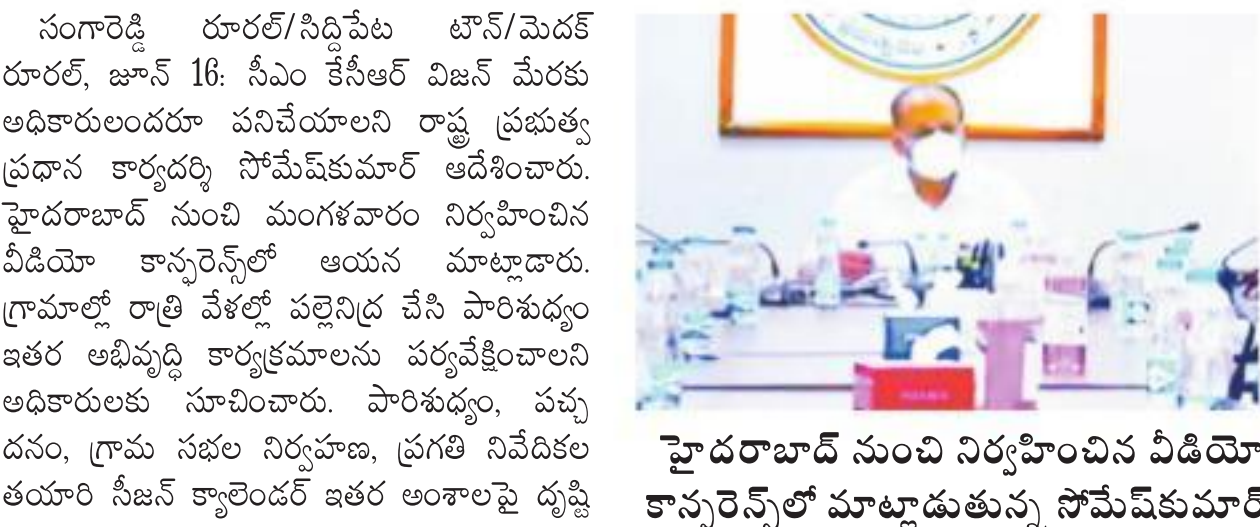 సంగారెడ్డి రూరల్/సిద్దిపేట టౌన్/మెదక్
రూరల్, జూన్ 16: సీఎం కేసీఆర్ విజన్ మేరకు
అధికారులందరూ పనిచేయాలని రాష్ట్ర ప్రభుత్వ
ప్రధాన కార్యదర్శి సోమేష్‌కుమార్ ఆదేశించారు.
హైదరాబాద్ నుంచి మంగళవారం నిర్వహించిన
వీడియో కాన్ఫరెన్స్‌లో ఆయన మాట్లాడారు.
గ్రామాల్లో రాత్రి వేళల్లో పల్లెనిద్ర చేసి పారిశుధ్యం
ఇతర అభివృద్ధి కార్యక్రమాలను పర్యవేక్షించాలని
అధికారులకు సూచించారు. పారిశుధ్యం, పచ్చ
దనం, గ్రామ సభల నిర్వహణ, ప్రగతి నివేదికల
తయారి సీజన్ క్యాలెండర్ ఇతర అంశాలపై దృష్టి
హైదరాబాద్ నుంచి నిర్వహించిన వీడియో
కాన్ఫరెన్స్‌లో మాట్లాడుతున్న సోమేష్‌కుమార్